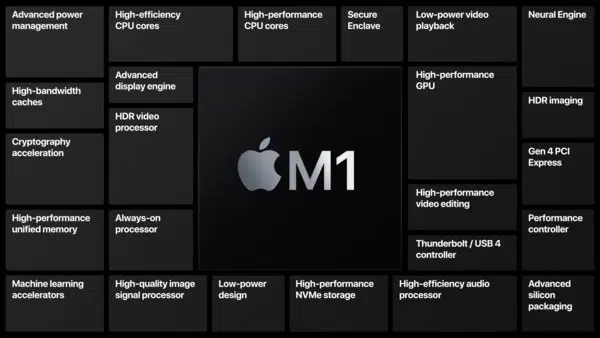 Advanced power
management
High-efficiency
CPU cores
High-performance
CPU cores
Secure
Enclave
Low-power video
playback
Neural Engine
High-bandwidth
caches
Advanced
display engine
High-performance
GPU
HDR imaging
Cryptography
acceleration
HDR video
processor
M1
Gen 4 PCI
Express
High-performance
unified memory
Always-on
processor
High-performance
video editing
Thunderbolt / USB 4
controller
Performance
controller
Machine learning
accelerators
High-quality image
signal processor
Low-power
design
High-performance
NVMe storage
High-efficiency audio
processor
Advanced
silicon
packaging